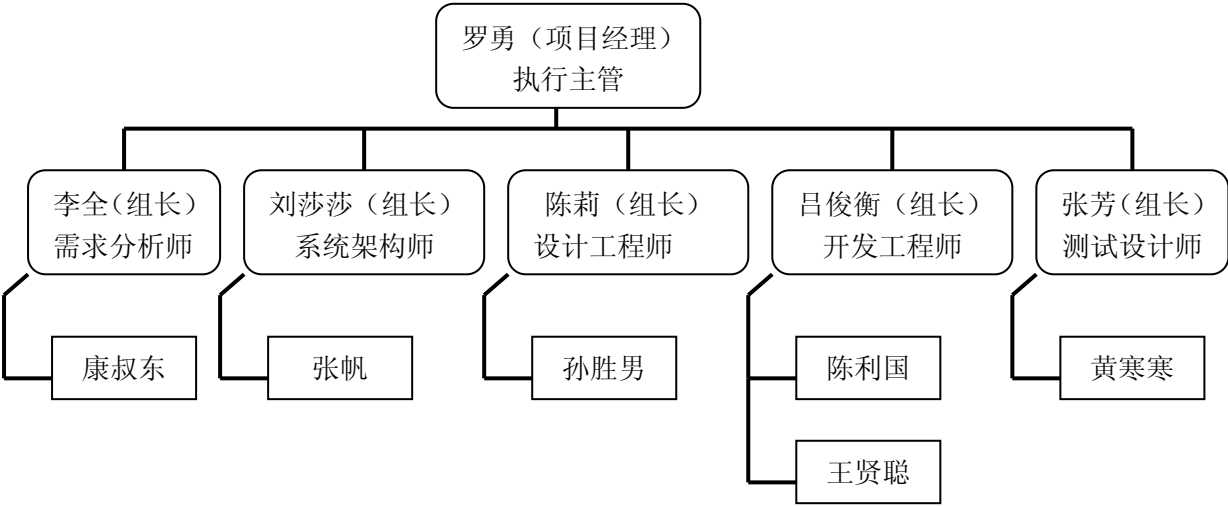 罗勇（项目经理）
执行主管
李全（组长）
需求分析师
刘莎莎（组长）
系统架构师
陈莉（组长）
设计工程师
吕俊衡（组长）
开发工程师
张芳（组长）
测试设计师
康叔东
张帆
孙胜男
陈利国
黄寒寒
王贤聪